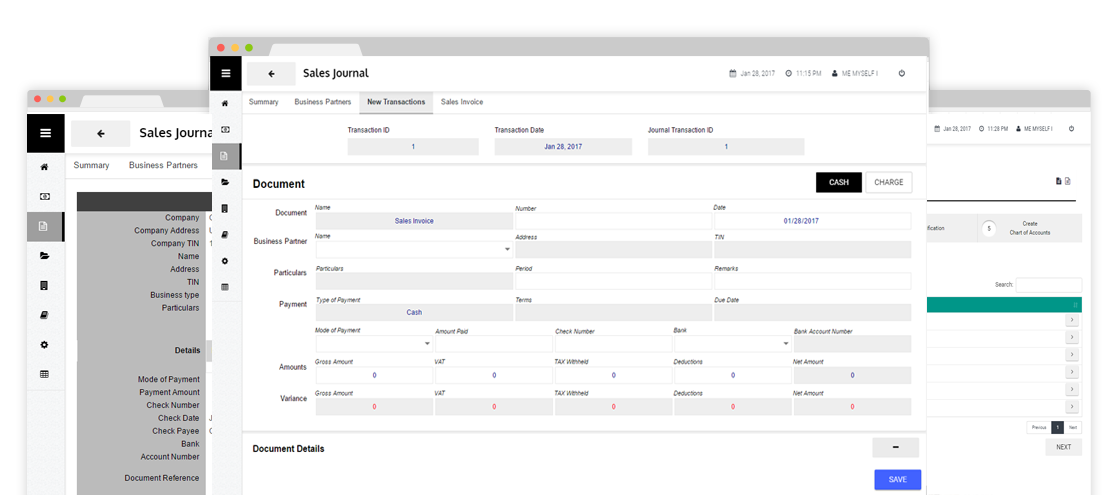 Sales Journal
Jan 28, 2017 11:15 PM ME MYSELF I
Summary Business Partners New Transactions Sales Invoice
Transaction ID Transaction Date Journal Transaction ID
1 Jan 28, 2017 1
Document CASH CHARGE
Name Number Date
Document Sales Invoice 01/28/2017
Name Address TIN
Business Partner
Particulars Period Remarks
Particulars
Type of Payment Terms Due Date
Payment Cash
Mode of Payment Amount Paid Check Number Bank Bank Account Number
Gross Amount VAT TAX Withheld Deductions Net Amount
Amounts 0 0 0 0 0
Gross Amount VAT TAX Withheld Deductions Net Amount
Variance 0 0 0 0 0
Document Details
SAVE
Sales Journa
Summary Business Partners
Company
Company Address
Company TIN
Name
Address
TIN
Business type
Particulars
Details
Mode of Payment
Payment Amount
Check Number
Check Date J
Check Payee
Bank
Account Number
Document Reference
Jan 28, 2017 11:28 PM ME MYSELF I
5 Create
Chart of Accounts
Search:
Previous 1 Next
NEXT